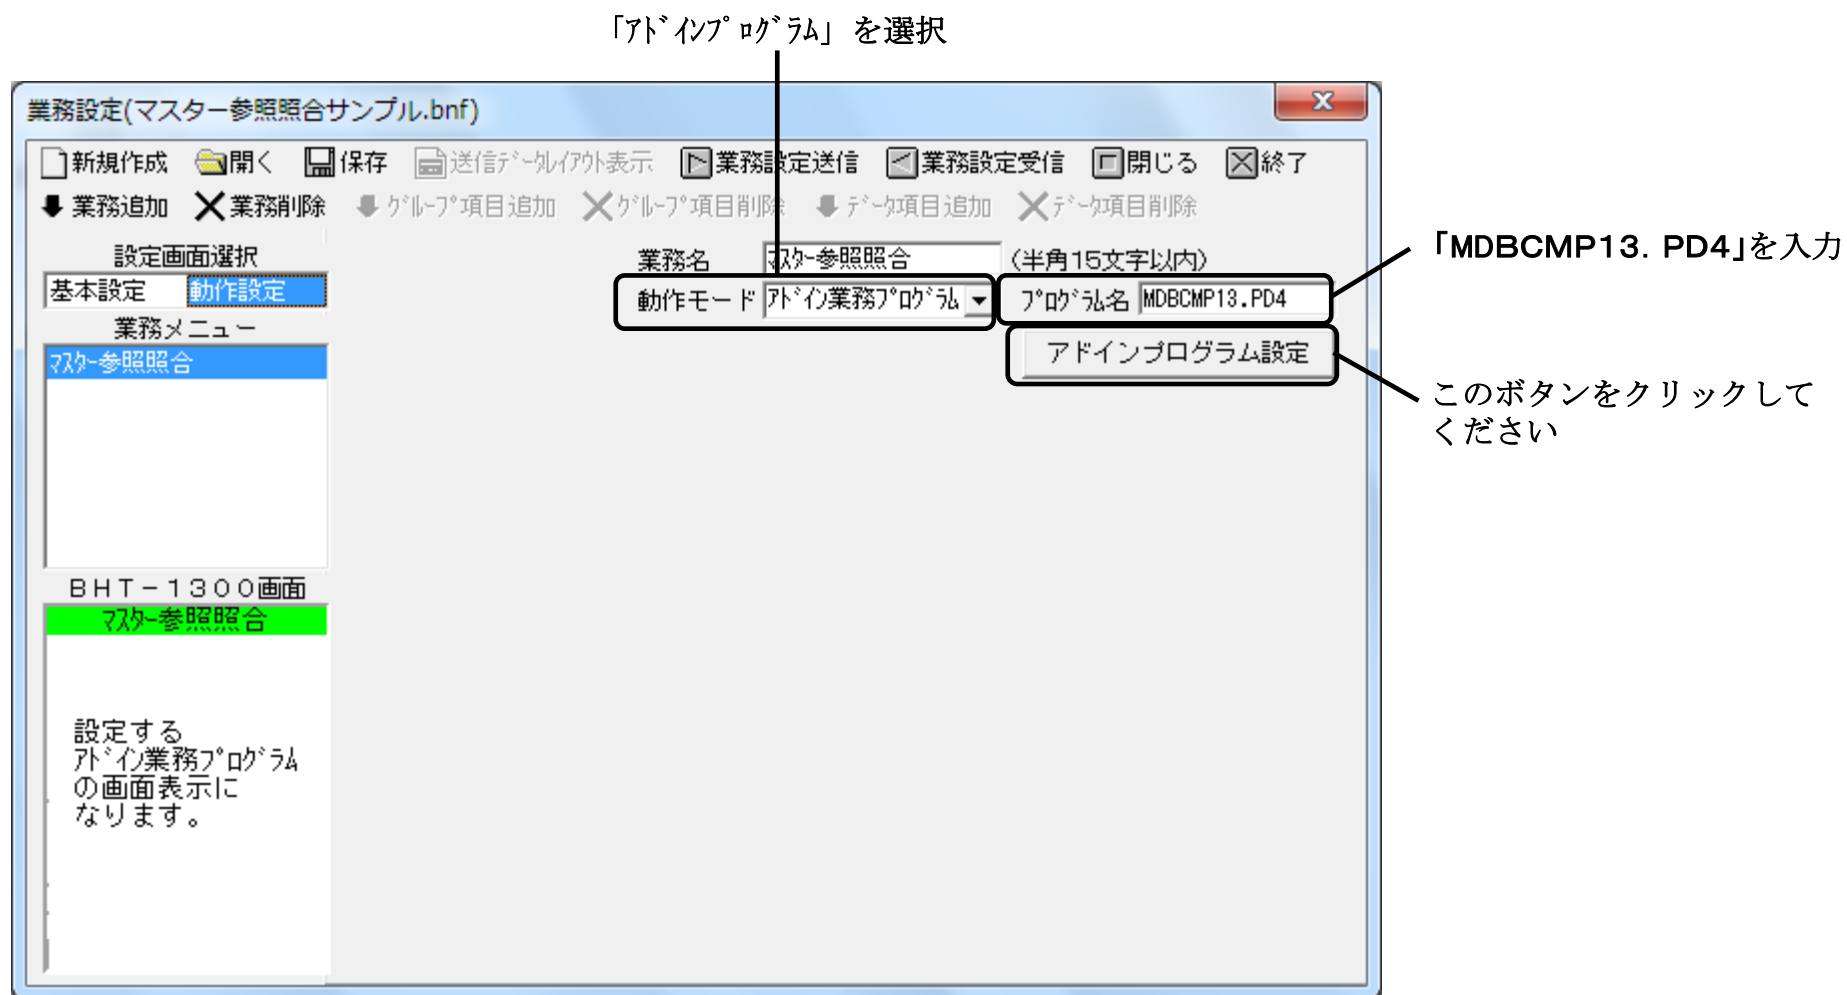 「ｱﾄﾞｲﾝﾌﾟﾛｸﾞﾗﾑ」を選択
業務設定(マスター参照照合サンプル.bnf)
新規作成 開く 保存 送信ﾃﾞｰﾀﾚｲｱｳﾄ表示 業務設定送信 業務設定受信 閉じる 終了
業務追加 業務削除 ｸﾞﾙｰﾌﾟ項目追加 ｸﾞﾙｰﾌﾟ項目削除 ﾃﾞｰﾀ項目追加 ﾃﾞｰﾀ項目削除
設定画面選択
基本設定 動作設定
業務メニュー
ﾏｽﾀｰ参照照合
業務名 ﾏｽﾀｰ参照照合 (半角15文字以内)
動作モード ｱﾄﾞｲﾝ業務ﾌﾟﾛｸﾞﾗﾑ ﾌﾟﾛｸﾞﾗﾑ名 MDBCMP13.PD4
アドインプログラム設定
「MDBCMP13．PD4」を入力
このボタンをクリックして
ください
ＢＨＴ－１３００画面
ﾏｽﾀｰ参照照合
設定する
ｱﾄﾞｲﾝ業務ﾌﾟﾛｸﾞﾗﾑ
の画面表示に
なります。